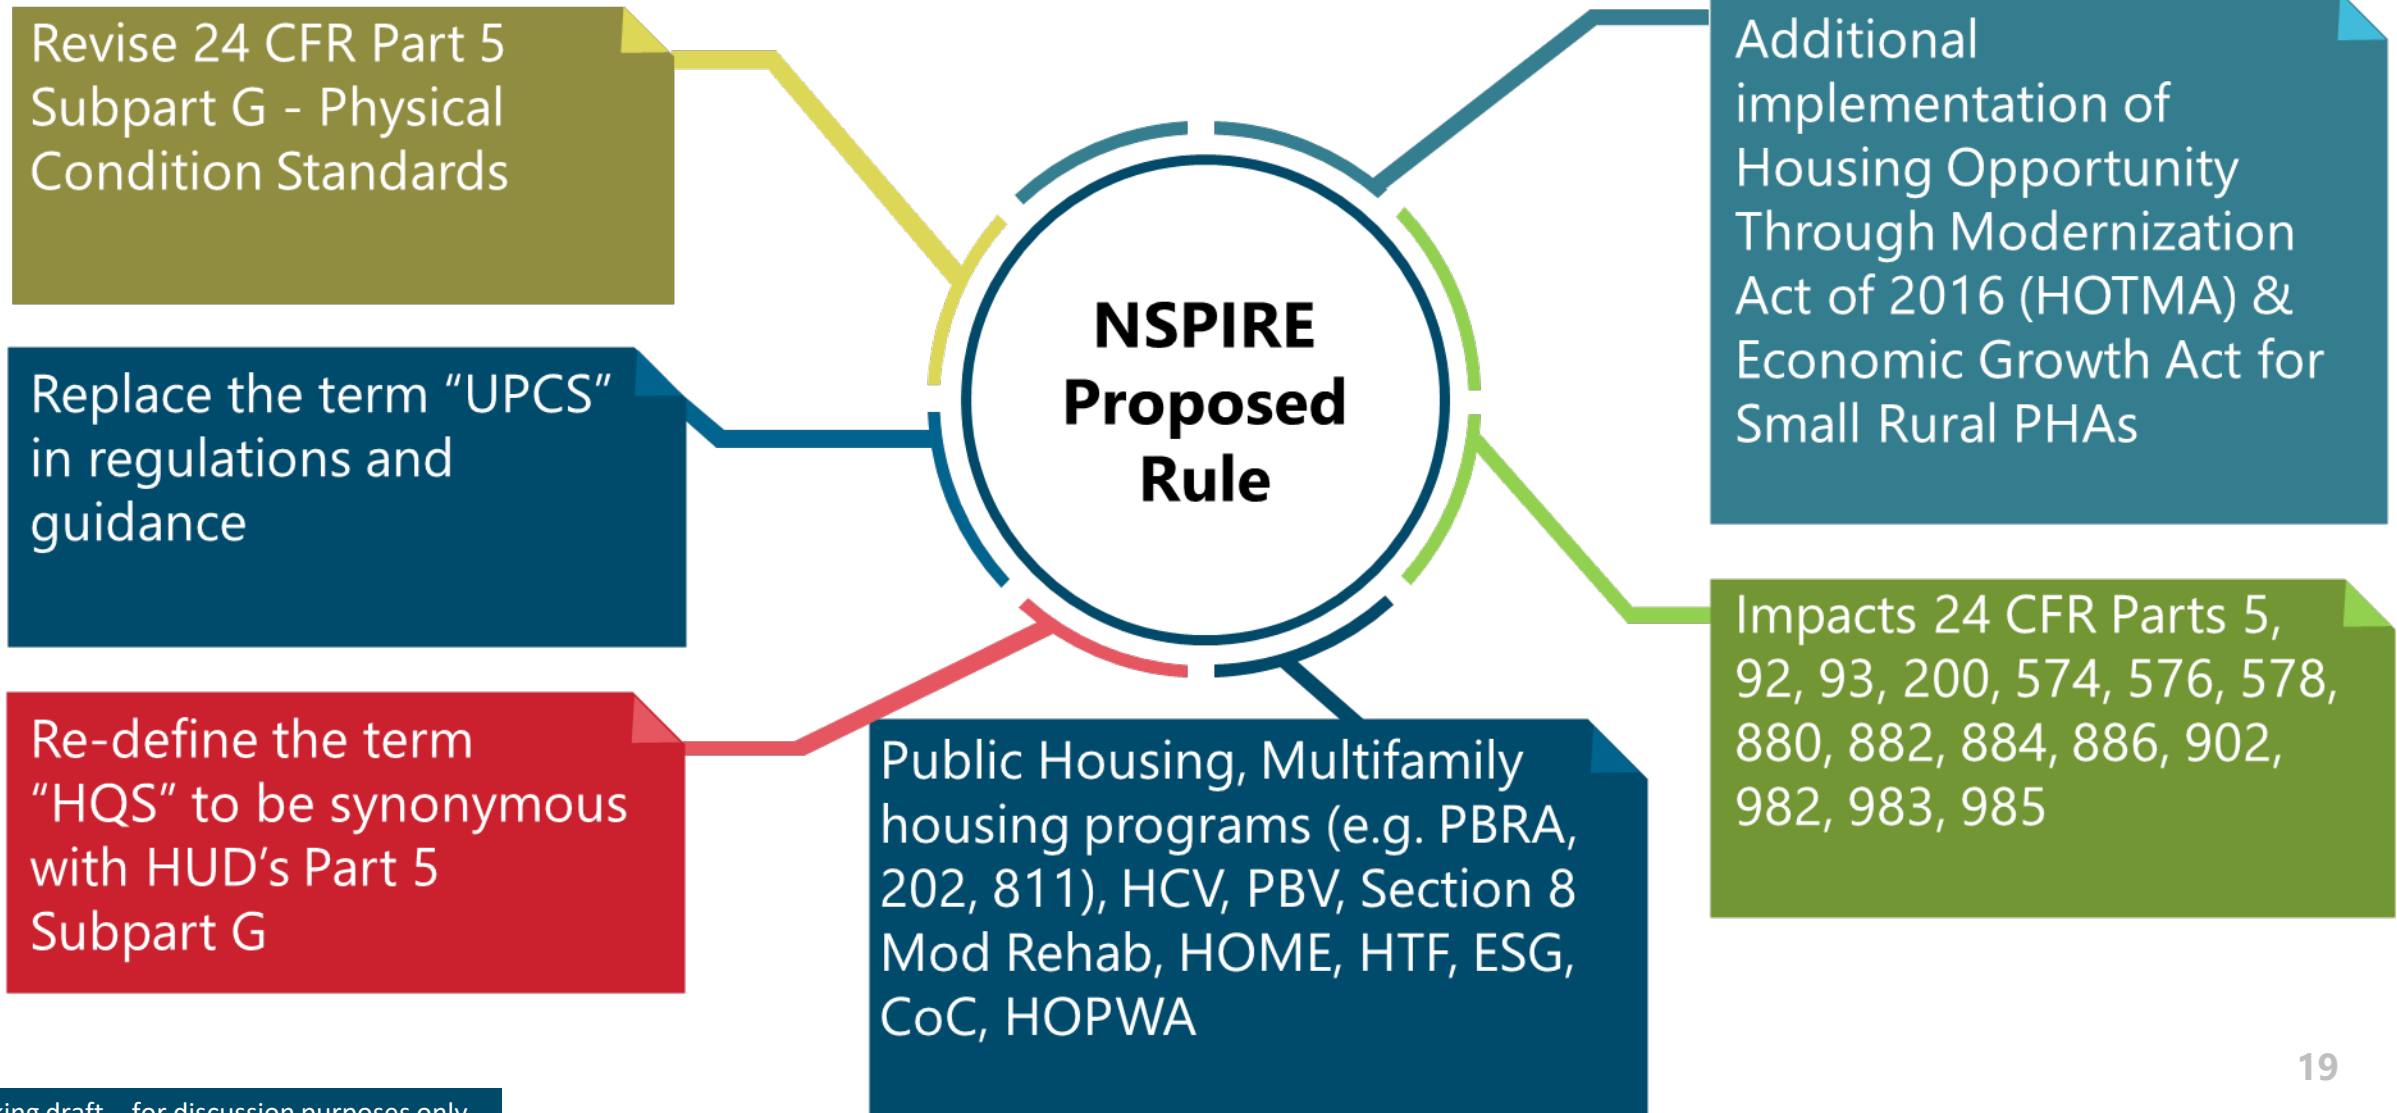 Revise 24 CFR Part 5
Subpart G - Physical
Condition Standards
Replace the term “UPCS”
in regulations and
guidance
Re-define the term
“HQS” to be synonymous
with HUD’s Part 5
Subpart G
NSPIRE
Proposed
Rule
Public Housing, Multifamily
housing programs (e.g. PBRA,
202, 811), HCV, PBV, Section 8
Mod Rehab, HOME, HTF, ESG,
CoC, HOPWA
Additional
implementation of
Housing Opportunity
Through Modernization
Act of 2016 (HOTMA) &
Economic Growth Act for
Small Rural PHAs
Impacts 24 CFR Parts 5,
92, 93, 200, 574, 576, 578,
880, 882, 884, 886, 902,
982, 983, 985
19
draft – for discussion purposes only